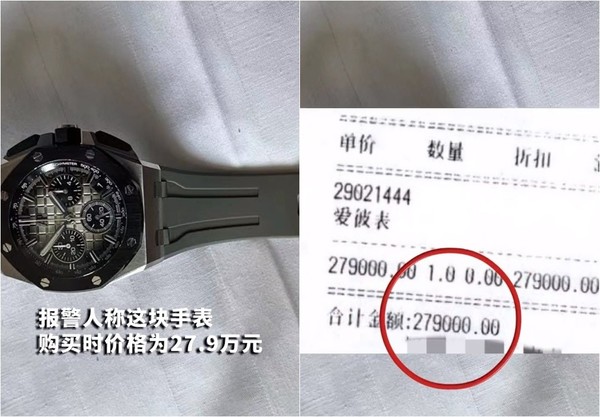 报警人称这块手表
购买时价格为27.9万元
单价 数量 折扣
29021444
爱彼表
279000.00 1.0 0.00 279000.00
合计金额:279000.00